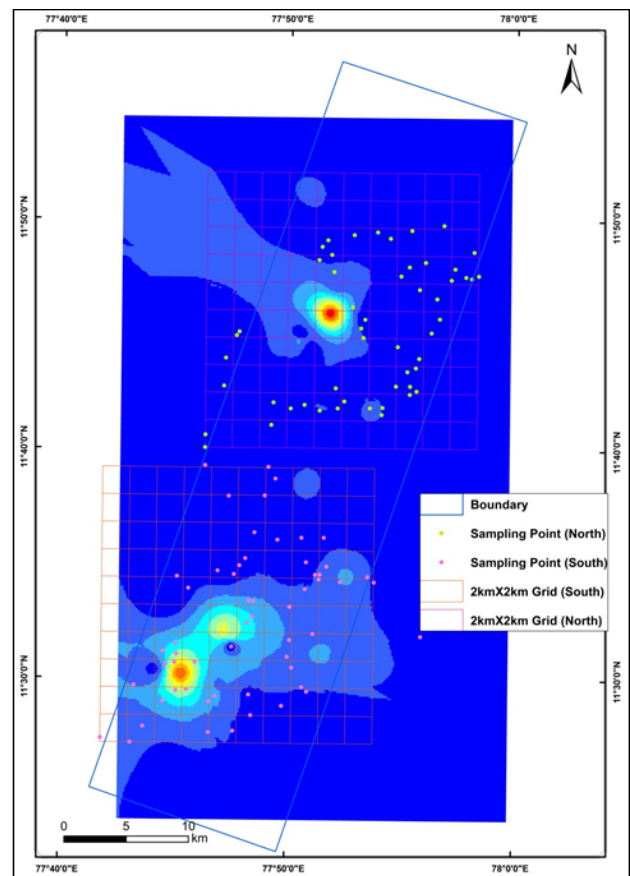 77°40'0"E 77°50'0"E 78°0'0"E
N
11°50'0"N 11°50'0"N
11°40'0"N 11°40'0"N
Boundary
Sampling Point (North)
Sampling Point (South)
2kmX2km Grid (South)
2kmX2km Grid (North)
11°30'0"N 11°30'0"N
0 5 10
km
77°40'0"E 77°50'0"E 78°0'0"E